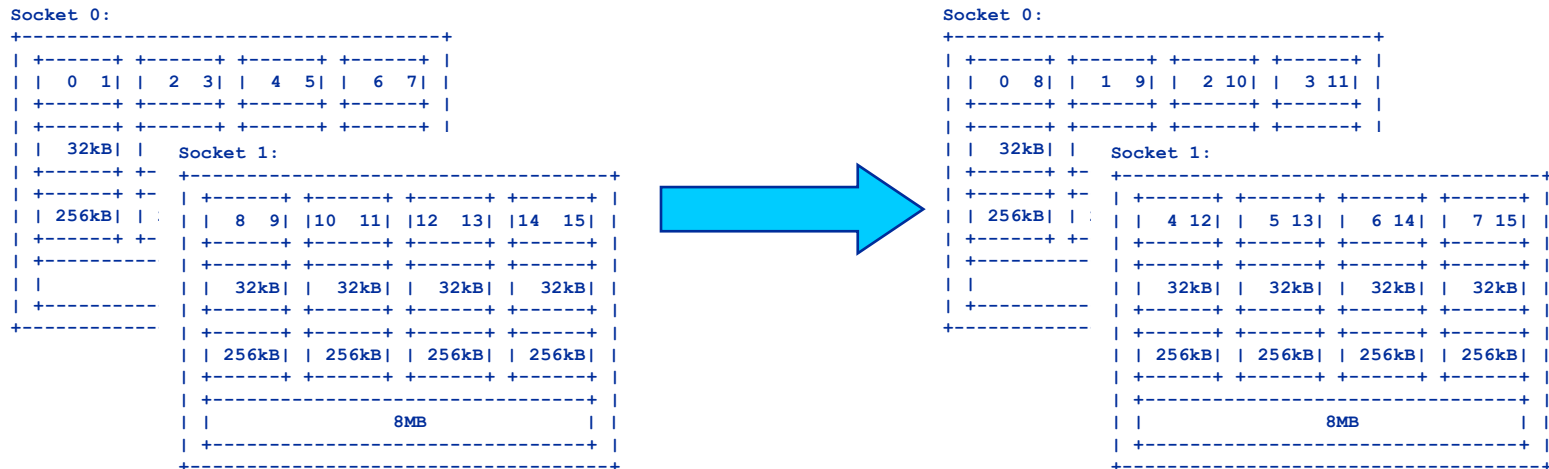 Socket 0:
+-------------------------------------+
| +------+ +------+ +------+ +------+ |
| |  0  1| |  2  3| |  4  5| |  6  7| |
| +------+ +------+ +------+ +------+ |
| +------+ +------+ +------+ +------+ |
| |  32kB| |
| +------+ +-
| +------+ +-
| | 256kB| |
| +------+ +-
| +----------
| |
| +----------
+------------
Socket 1:
+-------------------------------------+
| +------+ +------+ +------+ +------+ |
| |  8  9| |10  11| |12  13| |14  15| |
| +------+ +------+ +------+ +------+ |
| +------+ +------+ +------+ +------+ |
| |  32kB| |  32kB| |  32kB| |  32kB| |
| +------+ +------+ +------+ +------+ |
| +------+ +------+ +------+ +------+ |
| | 256kB| | 256kB| | 256kB| | 256kB| |
| +------+ +------+ +------+ +------+ |
| +---------------------------------+ |
| |                8MB              | |
| +---------------------------------+ |
+-------------------------------------+
Socket 0:
+-------------------------------------+
| +------+ +------+ +------+ +------+ |
| |  0  8| |  1  9| |  2 10| |  3 11| |
| +------+ +------+ +------+ +------+ |
| +------+ +------+ +------+ +------+ |
| |  32kB| |
| +------+ +-
| +------+ +-
| | 256kB| |
| +------+ +-
| +----------
| |
| +----------
+------------
Socket 1:
+-------------------------------------+
| +------+ +------+ +------+ +------+ |
| |  4 12| |  5 13| |  6 14| |  7 15| |
| +------+ +------+ +------+ +------+ |
| +------+ +------+ +------+ +------+ |
| |  32kB| |  32kB| |  32kB| |  32kB| |
| +------+ +------+ +------+ +------+ |
| +------+ +------+ +------+ +------+ |
| | 256kB| | 256kB| | 256kB| | 256kB| |
| +------+ +------+ +------+ +------+ |
| +---------------------------------+ |
| |                8MB              | |
| +---------------------------------+ |
+-------------------------------------+